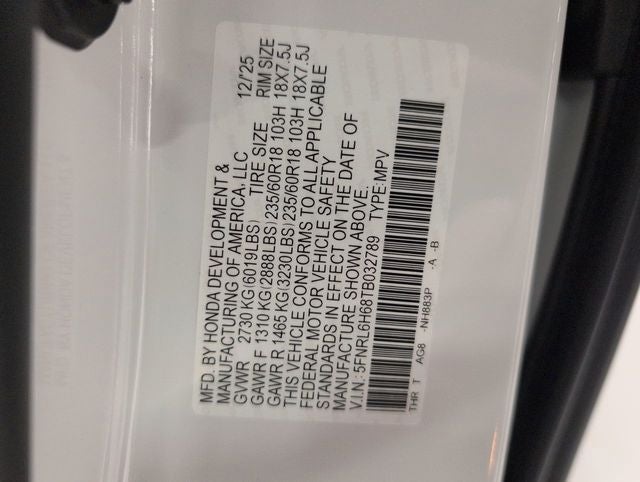 MFD. BY HONDA DEVELOPMENT &
MANUFACTURING OF AMERICA, LLC 12/'25
GVWR 2730 KG(6019LBS) TIRE SIZE RIM SIZE
GAWR F 1310 KG(2888LBS)235/60R18 103H 18X7.5J
GAWR R 1465 KG(3230LBS)235/60R18 103H 18X7.5J
THIS VEHICLE CONFORMS TO ALL APPLICABLE
FEDERAL MOTOR VEHICLE SAFETY
STANDARDS IN EFFECT ON THE DATE OF
MANUFACTURE SHOWN ABOVE.
V.I.N.: 5FNRL6H68TB032789 TYPE:MPV
THR T AG8 -NH883P -A -B